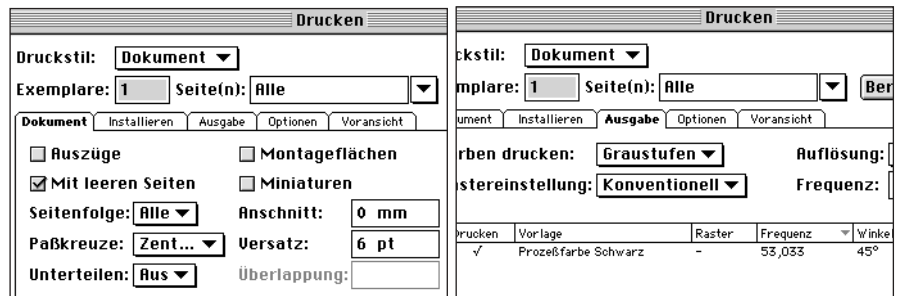 Drucken
Druckstil: Dokument
Exemplare: 1 Seite(n): Alle
Dokument Installieren Ausgabe Optionen Voransicht
Auszüge Montageflächen
Mit leeren Seiten Miniaturen
Seitenfolge: Alle Anschnitt: 0 mm
Paßkreuze: Zent... Versatz: 6 pt
Unterteilen: Aus Überlappung:
Drucken
ckstil: Dokument
mplare: 1 Seite(n): Alle Ber
ument Installieren Ausgabe Optionen Voransicht
rben drucken: Graustufen Auflösung:
stereinstellung: Konventionell Frequenz:
rucken Vorlage Raster Frequenz Winkel
√ Prozeßfarbe Schwarz - 53,033 45°